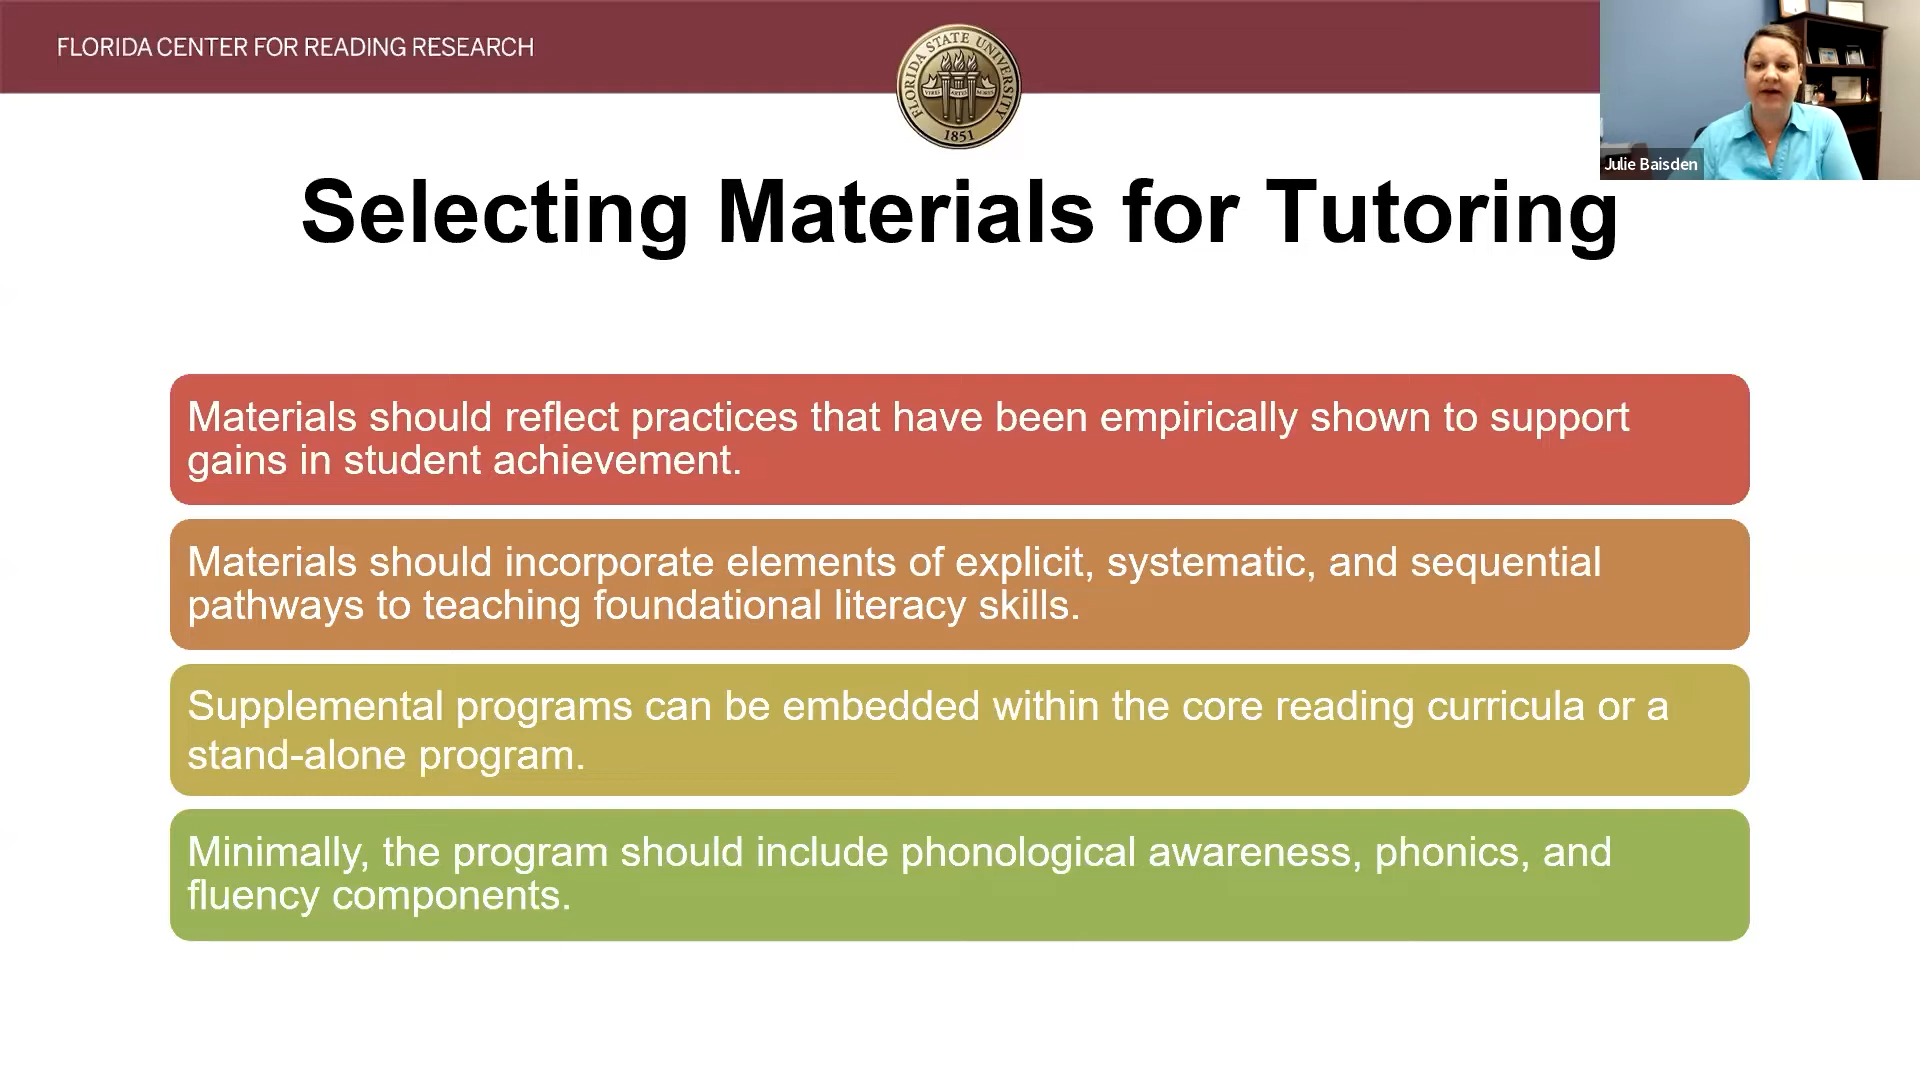 FLORIDA CENTER FOR READING RESEARCH
FLORIDA STATE UNIVERSITY
VIRES ARTES MORES
1851
Julie Baisden
Selecting Materials for Tutoring
Materials should reflect practices that have been empirically shown to support
gains in student achievement.
Materials should incorporate elements of explicit, systematic, and sequential
pathways to teaching foundational literacy skills.
Supplemental programs can be embedded within the core reading curricula or a
stand-alone program.
Minimally, the program should include phonological awareness, phonics, and
fluency components.